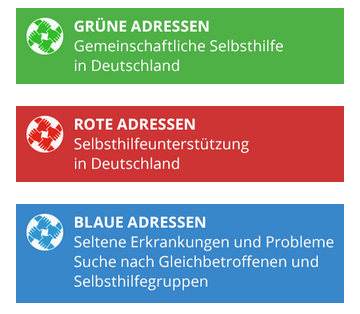 GRÜNE ADRESSEN
Gemeinschaftliche Selbsthilfe
in Deutschland
ROTE ADRESSEN
Selbsthilfeunterstützung
in Deutschland
BLAUE ADRESSEN
Seltene Erkrankungen und Probleme
Suche nach Gleichbetroffenen und
Selbsthilfegruppen